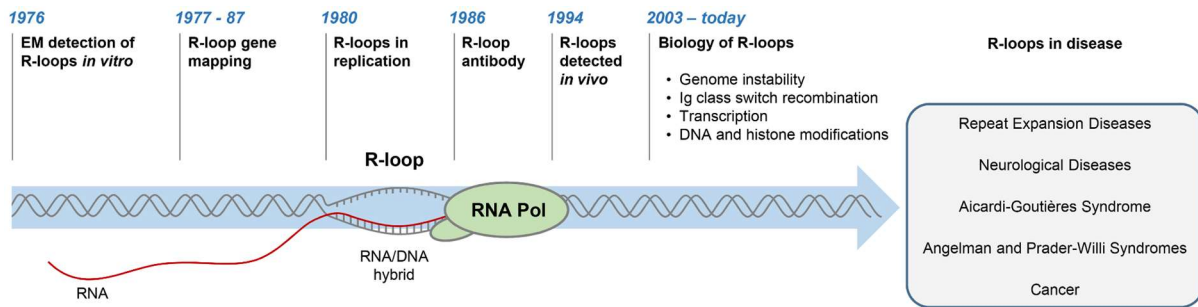 1976
EM detection of
R-loops in vitro
1977 - 87
R-loop gene
mapping
1980
R-loops in
replication
1986
R-loop
antibody
1994
R-loops
detected
in vivo
2003 – today
Biology of R-loops
• Genome instability
• Ig class switch recombination
• Transcription
• DNA and histone modifications
R-loops in disease
Repeat Expansion Diseases
Neurological Diseases
Aicardi-Goutières Syndrome
Angelman and Prader-Willi Syndromes
Cancer
R-loop
RNA Pol
RNA/DNA
hybrid
RNA